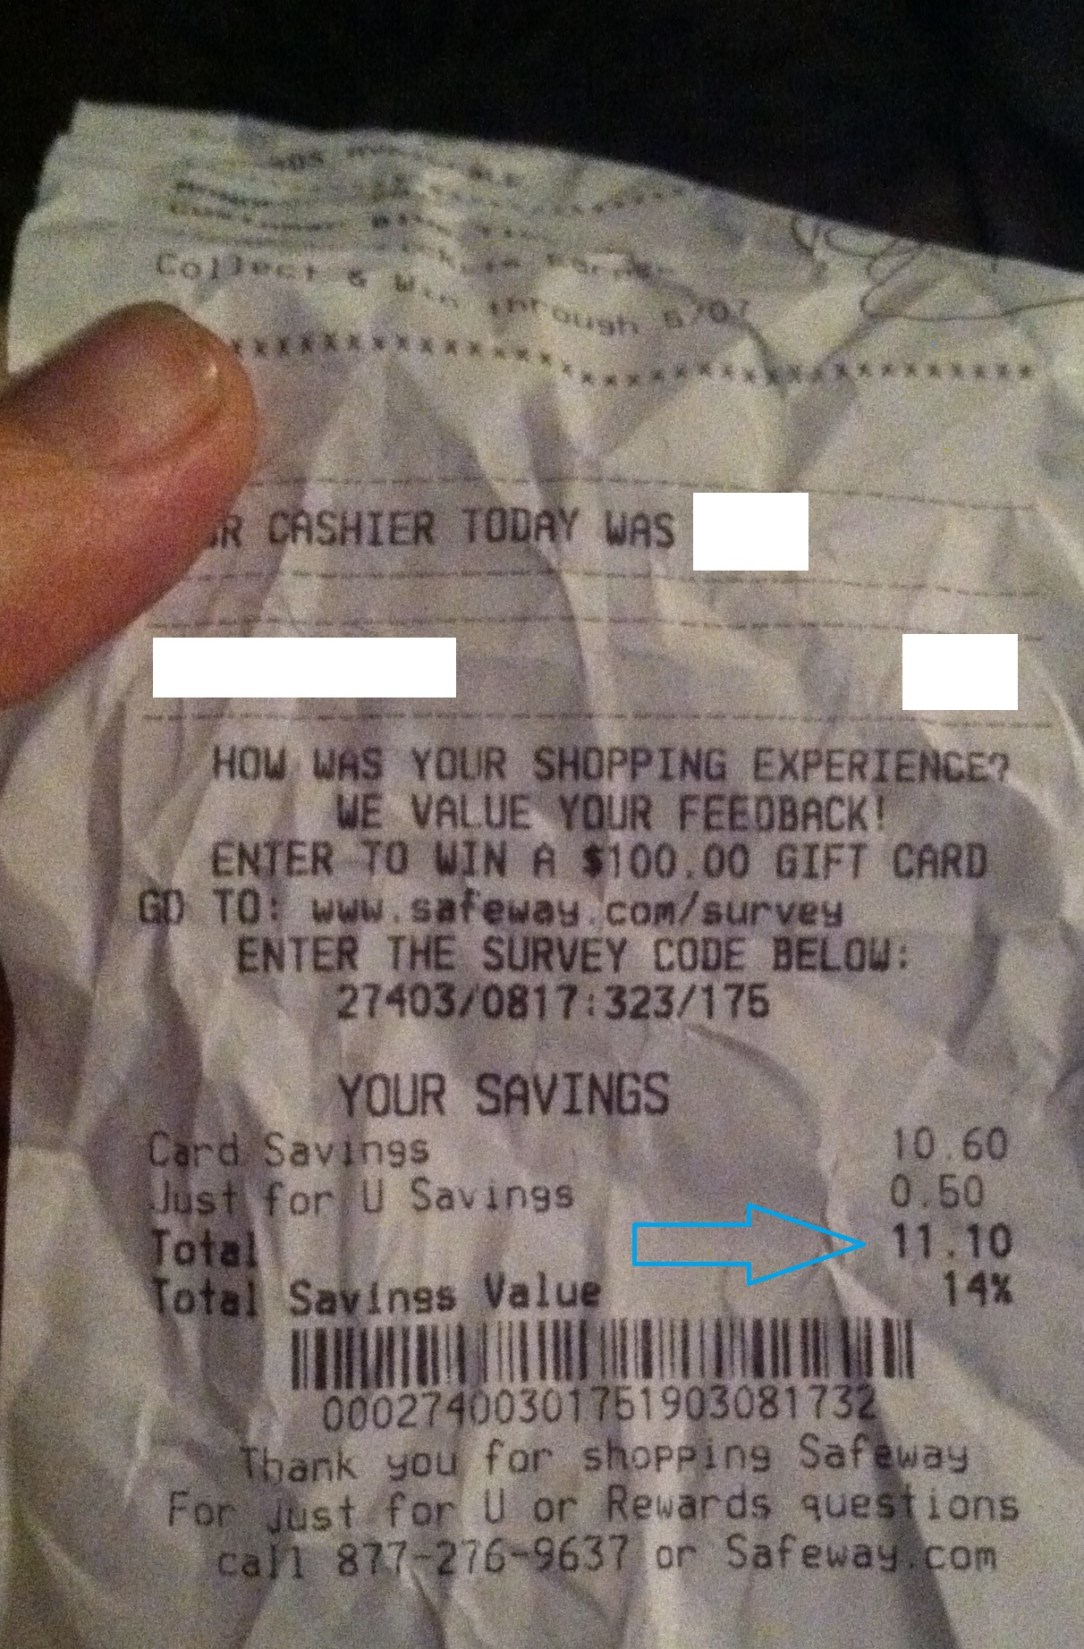 Collect & Win through 5/07
xxxxxxxxxxxxxxxxxxxxxxxxxxxxxxxxxx
CASHIER TODAY WAS
HOW WAS YOUR SHOPPING EXPERIENCE?
WE VALUE YOUR FEEDBACK!
ENTER TO WIN A $100.00 GIFT CARD
GO TO: www.safeway.com/survey
ENTER THE SURVEY CODE BELOW:
27403/0817:323/175
YOUR SAVINGS
Card Savings 10.60
Just for U Savings 0.50
Total 11.10
Total Savings Value 14%
00027400301751903081732
Thank you for shopping Safeway
For Just for U or Rewards questions
call 877-276-9637 or Safeway.com